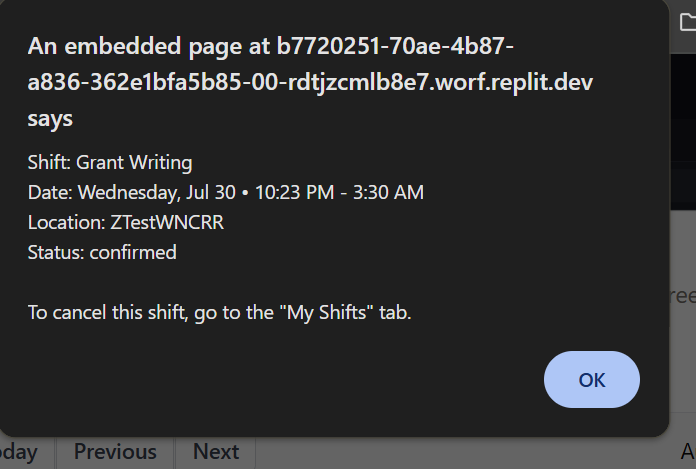 An embedded page at b7720251-70ae-4b87-
a836-362e1bfa5b85-00-rdtjzcmlb8e7.worf.replit.dev
says
Shift: Grant Writing
Date: Wednesday, Jul 30 • 10:23 PM - 3:30 AM
Location: ZTestWNCRR
Status: confirmed
To cancel this shift, go to the "My Shifts" tab.
OK
Previous
Next